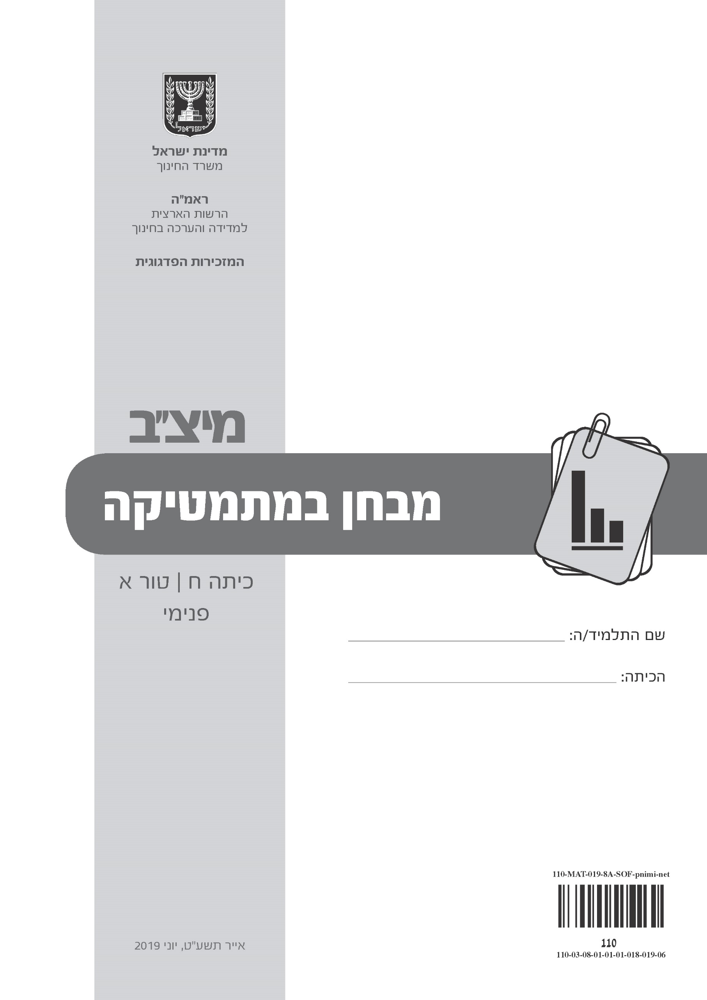 ישראל
מדינת ישראל
משרד החינוך
ראמ"ה
הרשות הארצית
למדידה והערכה בחינוך
המזכירות הפדגוגית
מיצ"ב
מבחן במתמטיקה
כיתה ח | טור א
פנימי
שם התלמיד/ה:
הכיתה:
110-MAT-019-8A-SOF-pnimi-net
110
110-03-08-01-01-01-018-019-06
אייר תשע"ט, יוני 2019